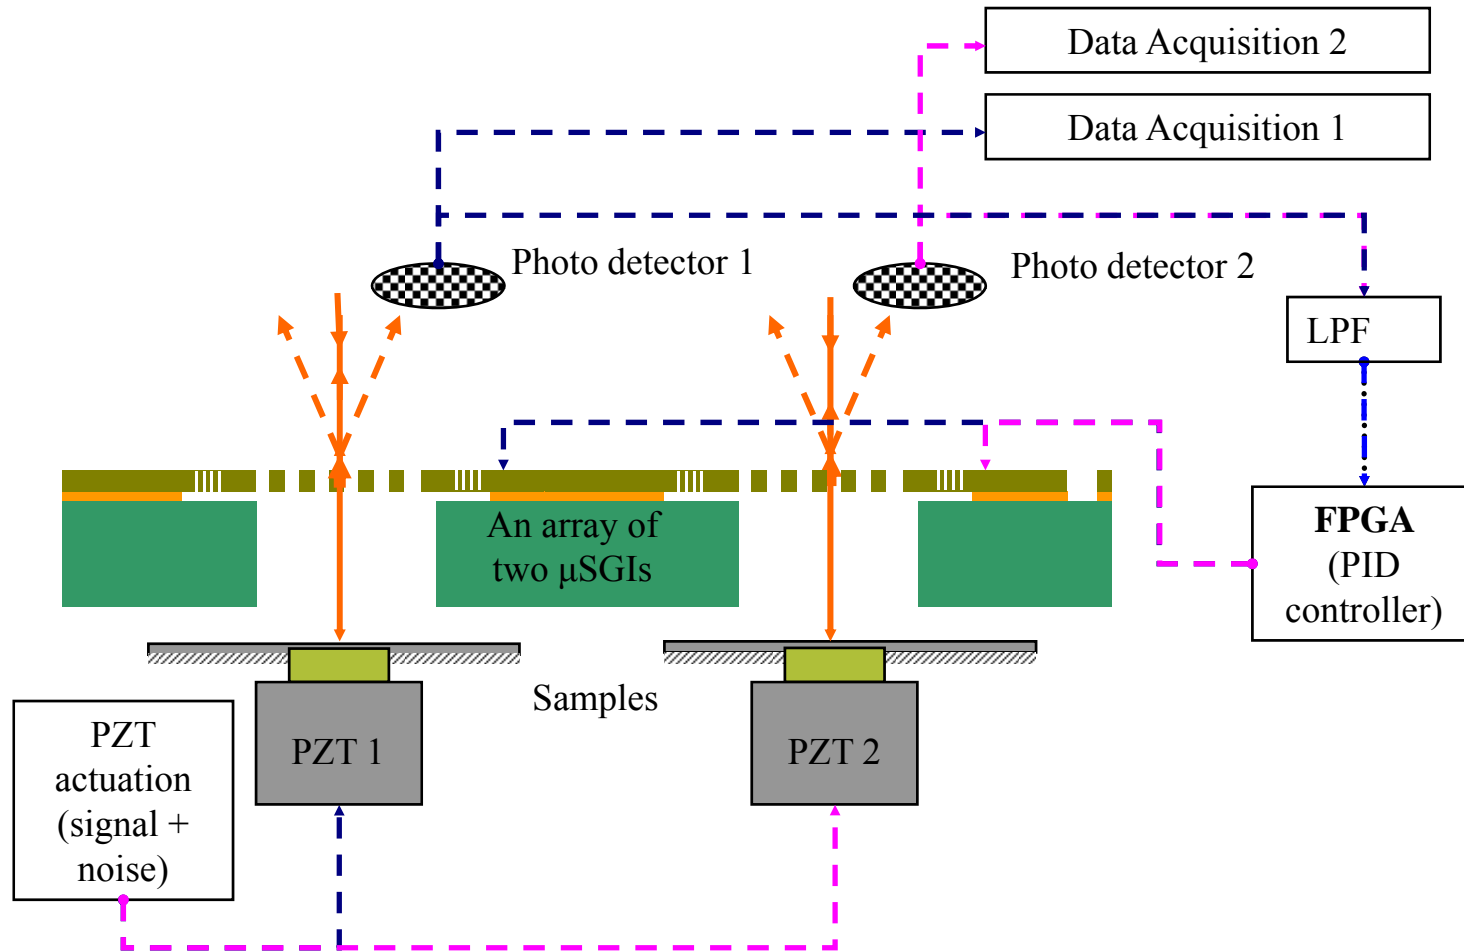 Data Acquisition 2
Data Acquisition 1
Photo detector 1
Photo detector 2
LPF
An array of
two μSGIs
FPGA
(PID
controller)
Samples
PZT
actuation
(signal +
noise)
PZT 1
PZT 2